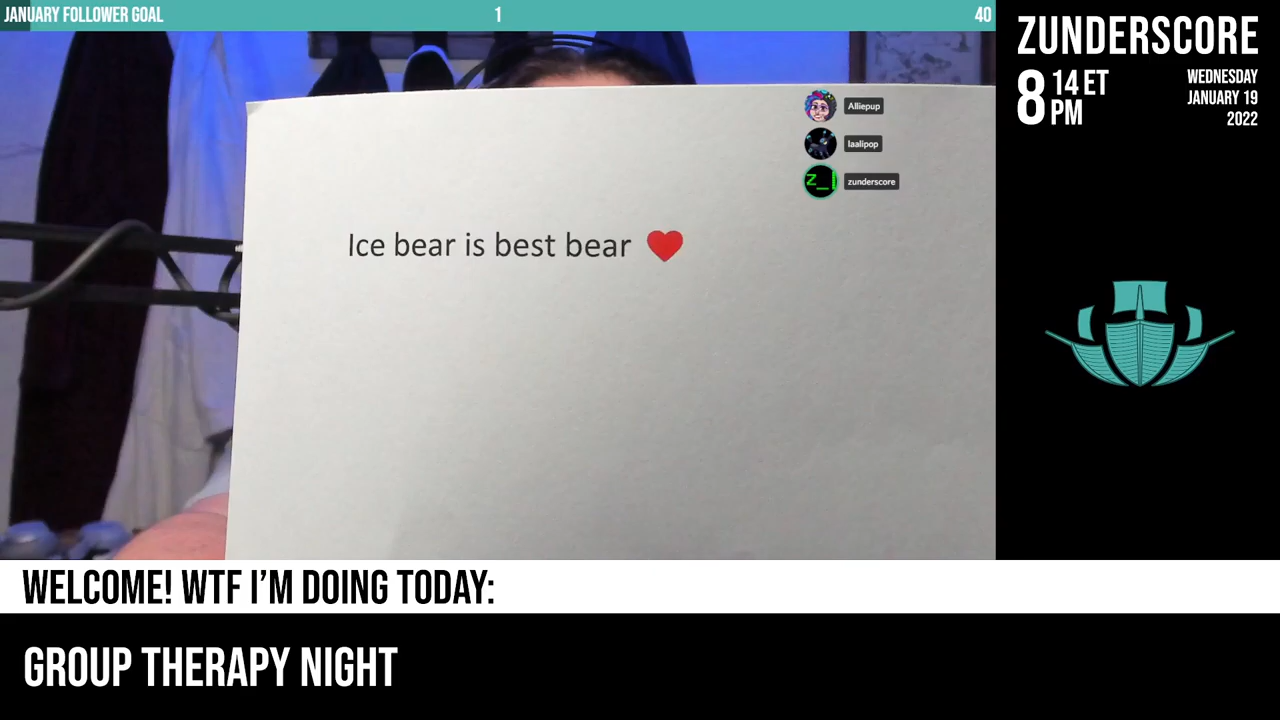 JANUARY FOLLOWER GOAL 1 40
ZUNDERSCORE
8 14 ET PM
WEDNESDAY
JANUARY 19
2022
Alliepup
laalipop
Z_
zunderscore
Ice bear is best bear ❤
WELCOME! WTF I'M DOING TODAY:
GROUP THERAPY NIGHT